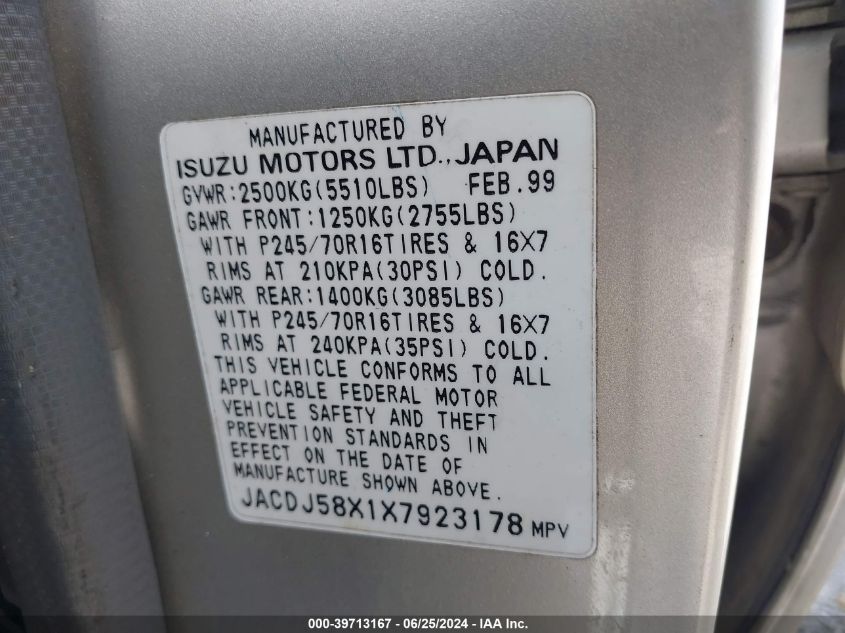 MANUFACTURED BY
ISUZU MOTORS LTD., JAPAN
GVWR:2500KG(5510LBS) FEB.99
GAWR FRONT:1250KG(2755LBS)
WITH P245/70R16TIRES & 16X7
RIMS AT 210KPA(30PSI) COLD.
GAWR REAR:1400KG(3085LBS)
WITH P245/70R16TIRES & 16X7
RIMS AT 240KPA(35PSI) COLD.
THIS VEHICLE CONFORMS TO ALL
APPLICABLE FEDERAL MOTOR
VEHICLE SAFETY AND THEFT
PREVENTION STANDARDS IN
EFFECT ON THE DATE OF
MANUFACTURE SHOWN ABOVE.
JACDJ58X1X7923178 MPV
000-39713167 - 06/25/2024 - IAA Inc.